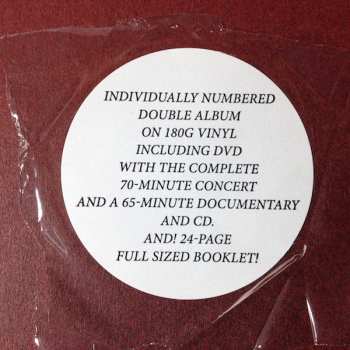 INDIVIDUALLY NUMBERED
DOUBLE ALBUM
ON 180G VINYL
INCLUDING DVD
WITH THE COMPLETE
70-MINUTE CONCERT
AND A 65-MINUTE DOCUMENTARY
AND CD.
AND! 24-PAGE
FULL SIZED BOOKLET!